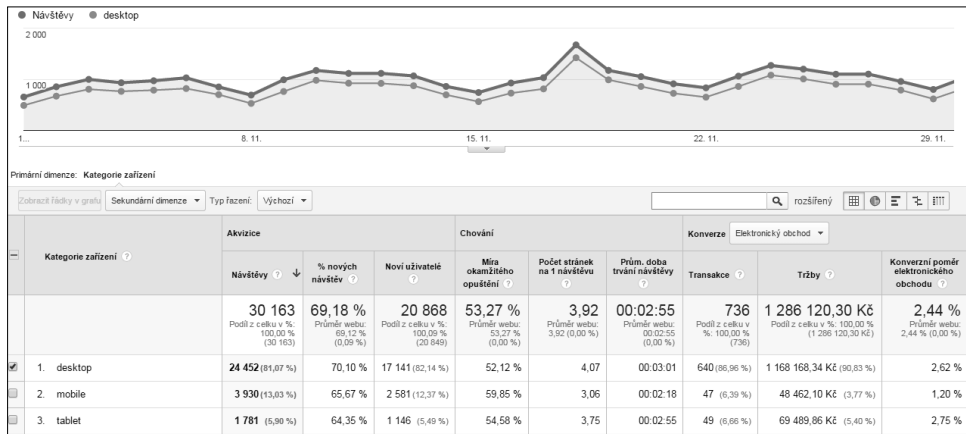 Návštěvy desktop
2 000
1 000
1... 8. 11. 15. 11. 22. 11. 29. 11.
Primární dimenze: Kategorie zařízení
Zobrazit řádky v grafu Sekundární dimenze Typ řazení: Výchozí rozšířený
Kategorie zařízení ?
Akvizice Chování Konverze Elektronický obchod
Návštěvy ? % nových návštěv ? Noví uživatelé ? Míra okamžitého opuštění ? Počet stránek na 1 návštěvu ? Prům. doba trvání návštěvy ? Transakce ? Tržby ? Konverzní poměr elektronického obchodu ?
30 163 69,18 % 20 868 53,27 % 3,92 00:02:55 736 1 286 120,30 Kč 2,44 %
Podíl z celku v %: 100,00 % (30 163) Průměr webu: 69,12 % (0,09 %) Podíl z celku v %: 100,09 % (20 849) Průměr webu: 53,27 % (0,00 %) Průměr webu: 3,92 (0,00 %) Průměr webu: 00:02:55 (0,00 %) Podíl z celku v %: 100,00 % (736) Podíl z celku v %: 100,00 % (1 286 120,30 Kč) Průměr webu: 2,44 % (0,00 %)
1. desktop 24 452 (81,07 %) 70,10 % 17 141 (82,14 %) 52,12 % 4,07 00:03:01 640 (86,96 %) 1 168 168,34 Kč (90,83 %) 2,62 %
2. mobile 3 930 (13,03 %) 65,67 % 2 581 (12,37 %) 59,85 % 3,06 00:02:18 47 (6,39 %) 48 462,10 Kč (3,77 %) 1,20 %
3. tablet 1 781 (5,90 %) 64,35 % 1 146 (5,49 %) 54,58 % 3,75 00:02:55 49 (6,66 %) 69 489,86 Kč (5,40 %) 2,75 %